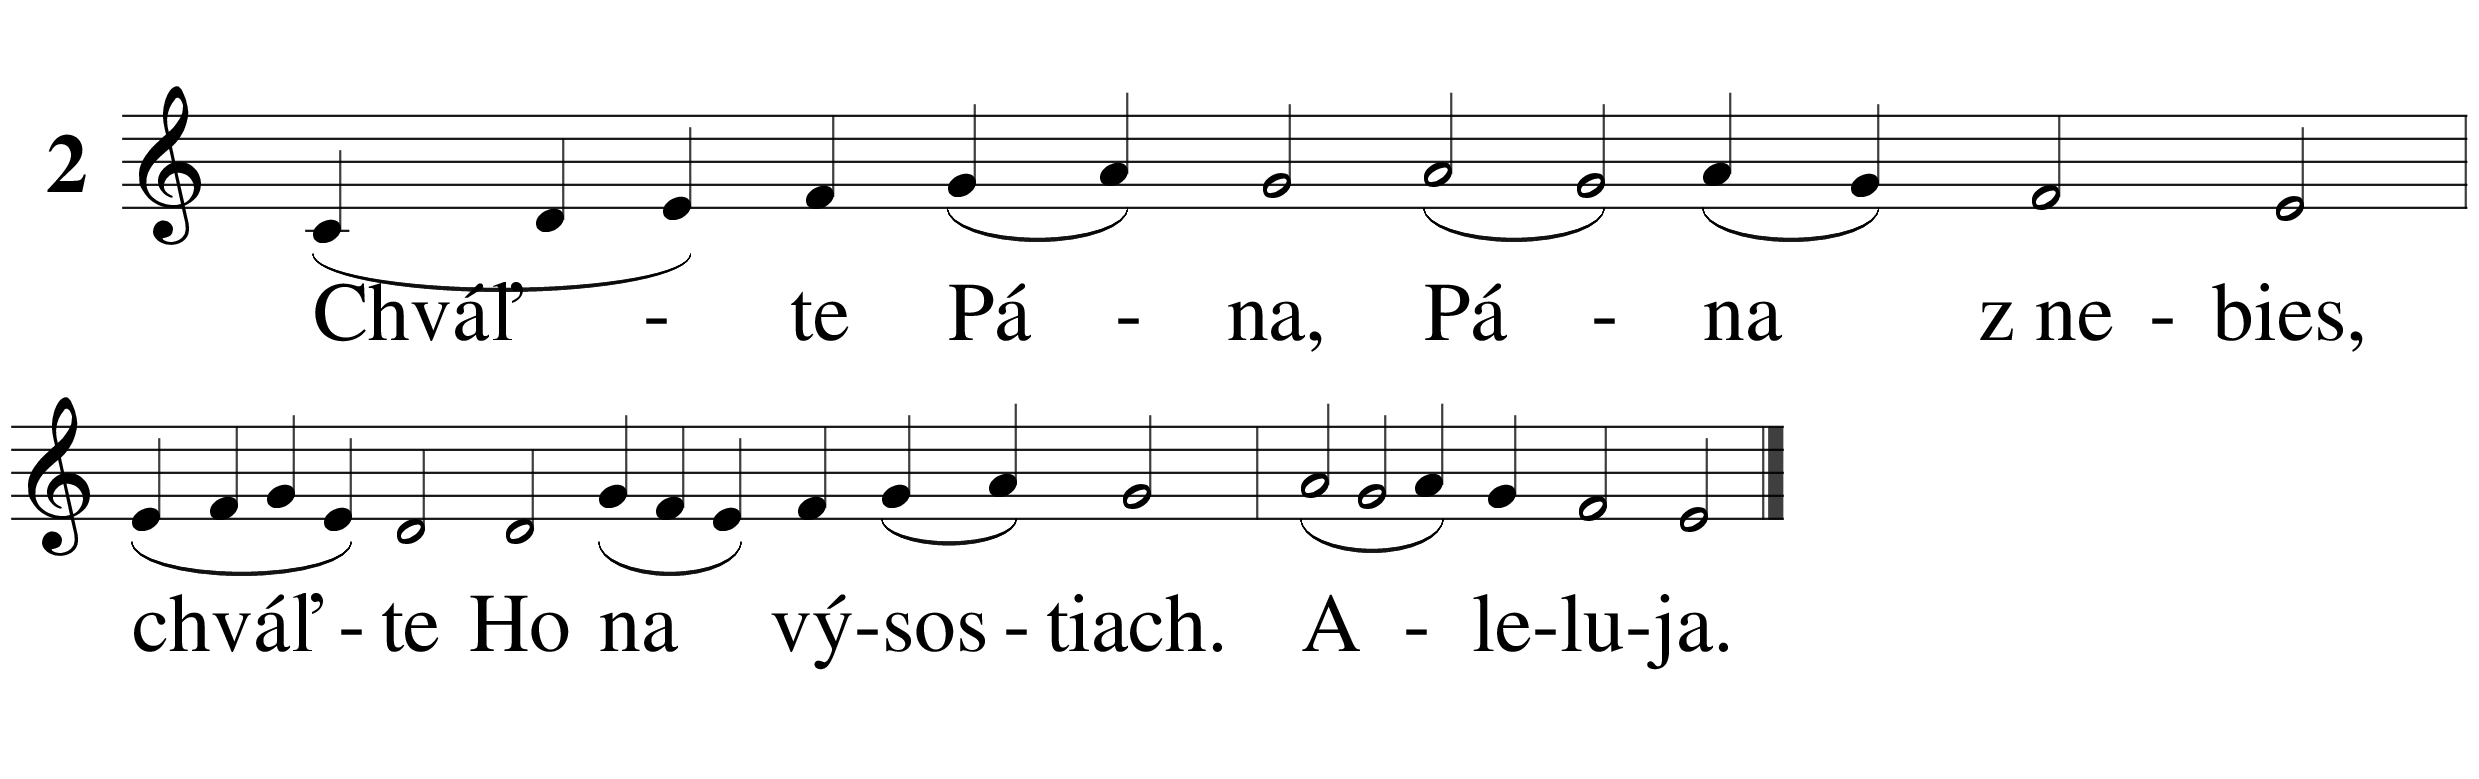 2
Chváľ - te Pá - na, Pá - na z ne - bies,
chváľ - te Ho na vý-sos - tiach. A - le-lu-ja.